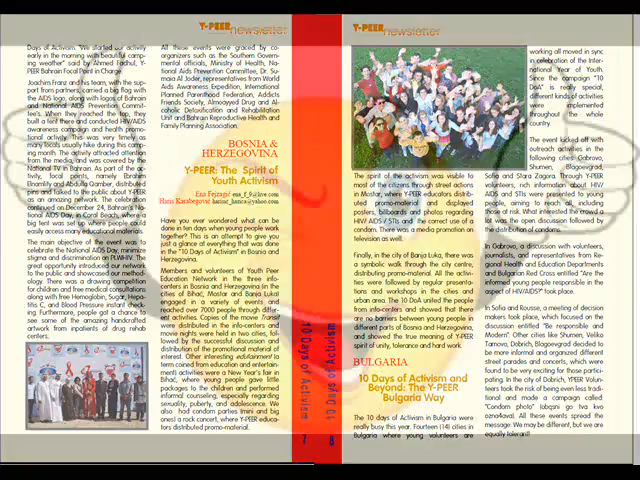 Y-PEER newsletter
Days of Activism. "We started our activity
early in the morning with beautiful camp-
ing weather" said by Ahmed Fadhul, Y-
PEER Bahrain Focal Point in Charge.
Joachim Franz and his team, with the sup-
port from partners, carried a big flag with
the AIDS logo, along with logos of Bahrain
and National AIDS Prevention Commit-
tee's. When they reached the top, they
built a tent there and conducted HIV/AIDS
awareness campaign and health promo-
tional activity. This was very timely as
many locals usually hike during this camp-
ing month. The activity attracted attention
from the media, and was covered by the
National TV in Bahrain. As part of the ac-
tivity, focal points, namely Ebrahim
Elnamlity and Abdulla Gamber, distributed
pins and talked to the public about Y-PEER
as an amazing network. The celebration
continued on December 24, Bahrain's Na-
tional AIDS Day, in Coral Beach, where a
big tent was set up where people could
easily access many educational materials.
The main objective of the event was to
celebrate the National AIDS Day, minimize
stigma and discrimination on PLWHIV. The
great opportunity introduced our network
to the public and showcased our method-
ology. There was a drawing competition
for children and free medical consultations
along with free Hemoglobin, Sugar, Hepa-
titis C, and Blood Pressure instant check-
ing. Furthermore, people got a chance to
see some of the amazing handicrafted
artwork from inpatients of drug rehab
centers.
All these events were graced by co-
organizers such as the Southern Govern-
mental officials, Ministry of Health, Na-
tional Aids Prevention Committee, Dr. Su-
maia Al Joder, representatives from World
Aids Awareness Expedition, International
Planned Parenthood Federation, Addicts
Friends Society, Almoayyed Drug and Al-
coholic Detoxification and Rehabilitation
Unit and Bahrain Reproductive Health and
Family Planning Association.
BOSNIA &
HERZEGOVINA
Y-PEER: The Spirit of
Youth Activism
Ena Fejzagić ena_f_9@live.com
Haris Karabegović
Have you ever wondered what can be
done in ten days when young people work
together? This is an attempt to give you
just a glance at everything that was done
in the "10 Days of Activism" in Bosnia and
Herzegovina.
Members and volunteers of Youth Peer
Education Network in the three info-
centers in Bosnia and Herzegovina (in the
cities of Bihać, Mostar and Banja Luka)
engaged in a variety of events and
reached over 7000 people through differ-
ent activities. Copies of the movie Transit
were distributed in the info-centers and
movie nights were held in two cities, fol-
lowed by the successful discussion and
distribution of the promotional material of
interest. Other interesting edutainment (a
term coined from education and entertain-
ment) activities were a New Year's fair in
Bihać, where young people gave little
packages to the children and performed
informal counseling, especially regarding
sexuality, puberty, and adolescence. We
also had condom parties (mini and big
ones) a rock concert, where Y-PEER educa-
tors distributed promo-material.
10 Days of Activism
7
10 Days of Activism
8
Y-PEER newsletter
The spirit of the activism was visible to
most of the citizens through street actions
in Mostar, where Y-PEER educators distrib-
uted promo-material and displayed
posters, billboards and photos regarding
HIV/ AIDS & STIs and the correct use of a
condom. There was a media promotion on
television as well.
Finally, in the city of Banja Luka, there was
a symbolic walk through the city centre,
distributing promo-material. All the activi-
ties were followed by regular presenta-
tions and workshops in the cities and
urban area. The 10 DoA united the people
from info-centers and showed that there
are no barriers between young people in
different parts of Bosnia and Herzegovina,
and showed the true meaning of Y-PEER
spirit of unity, tolerance and hard work.
BULGARIA
10 Days of Activism and
Beyond: The Y-PEER
Bulgaria Way
The 10 days of Activism in Bulgaria were
really busy this year. Fourteen (14) cities in
Bulgaria where young volunteers are
working all moved in sync
in celebration of the Inter-
national Year of Youth.
Since the campaign "10
DoA" is really special,
different kinds of activities
were implemented
throughout the whole
country.
The event kicked off with
outreach activities in the
following cities Gabrovo,
Shumen, Blagoevgrad,
Sofia and Stara Zagora. Through Y-PEER
volunteers, rich information about HIV/
AIDS and STIs were presented to young
people, aiming to reach all, including
those at risk. What interested the crowd a
lot was the open discussion followed by
the distribution of condoms.
In Gabrovo, a discussion with volunteers,
journalists, and representatives from Re-
gional Health and Education Departments
and Bulgarian Red Cross entitled "Are the
informed young people responsible in the
aspect of HIV/AIDS?" took place.
In Sofia and Rousse, a meeting of decision
makers took place, which focused on the
discussion entitled "Be responsible and
Modern". Other cities like Shumen, Velika
Tarnova, Dobrich, Blagoevgrad decided to
be more informal and organized different
street parades and concerts, which were
found to be very exciting for those partici-
pating. In the city of Dobrich, YPEER Volun-
teers took the risk of being even less tradi-
tional and made a campaign called
"Condom photo"
All these events spread the
message: We may be different, but we are
equally tolerant!